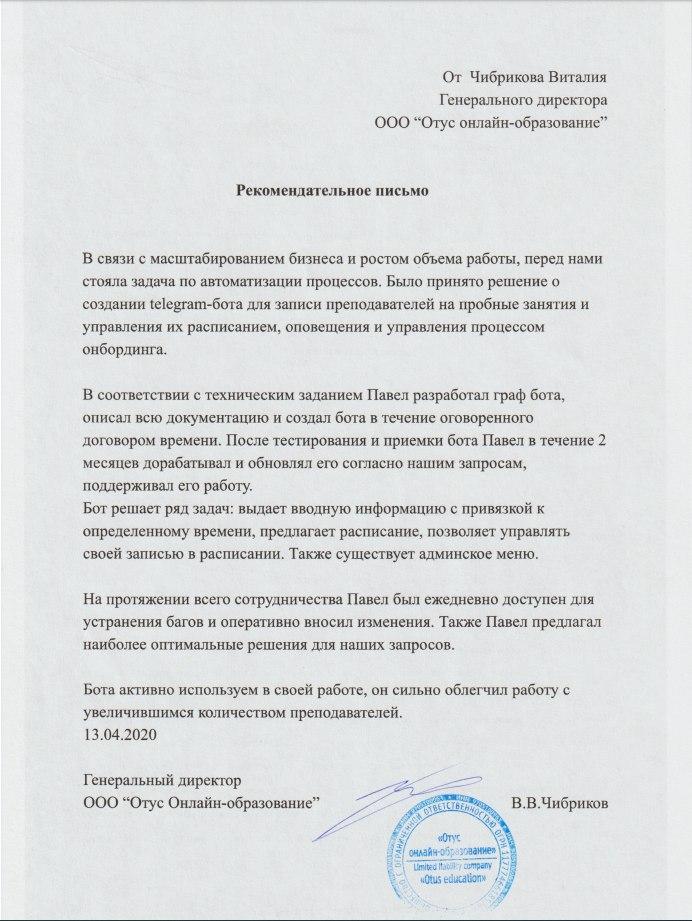 От Чибрикова Виталия
Генерального директора
ООО “Отус онлайн-образование”
Рекомендательное письмо
В связи с масштабированием бизнеса и ростом объема работы, перед нами
стояла задача по автоматизации процессов. Было принято решение о
создании telegram-бота для записи преподавателей на пробные занятия и
управления их расписанием, оповещения и управления процессом
онбординга.
В соответствии с техническим заданием Павел разработал граф бота,
описал всю документацию и создал бота в течение оговоренного
договором времени. После тестирования и приемки бота Павел в течение 2
месяцев дорабатывал и обновлял его согласно нашим запросам,
поддерживал его работу.
Бот решает ряд задач: выдает вводную информацию с привязкой к
определенному времени, предлагает расписание, позволяет управлять
своей записью в расписании. Также существует админское меню.
На протяжении всего сотрудничества Павел был ежедневно доступен для
устранения багов и оперативно вносил изменения. Также Павел предлагал
наиболее оптимальные решения для наших запросов.
Бота активно используем в своей работе, он сильно облегчил работу с
увеличившимся количеством преподавателей.
13.04.2020
Генеральный директор
ООО “Отус Онлайн-образование” В.В.Чибриков
С ОГРАНИЧЕННОЙ ОТВЕТСТВЕННОСТЬЮ ОГРН
«Отус
онлайн-образование»
Limited liability company
«Otus education»